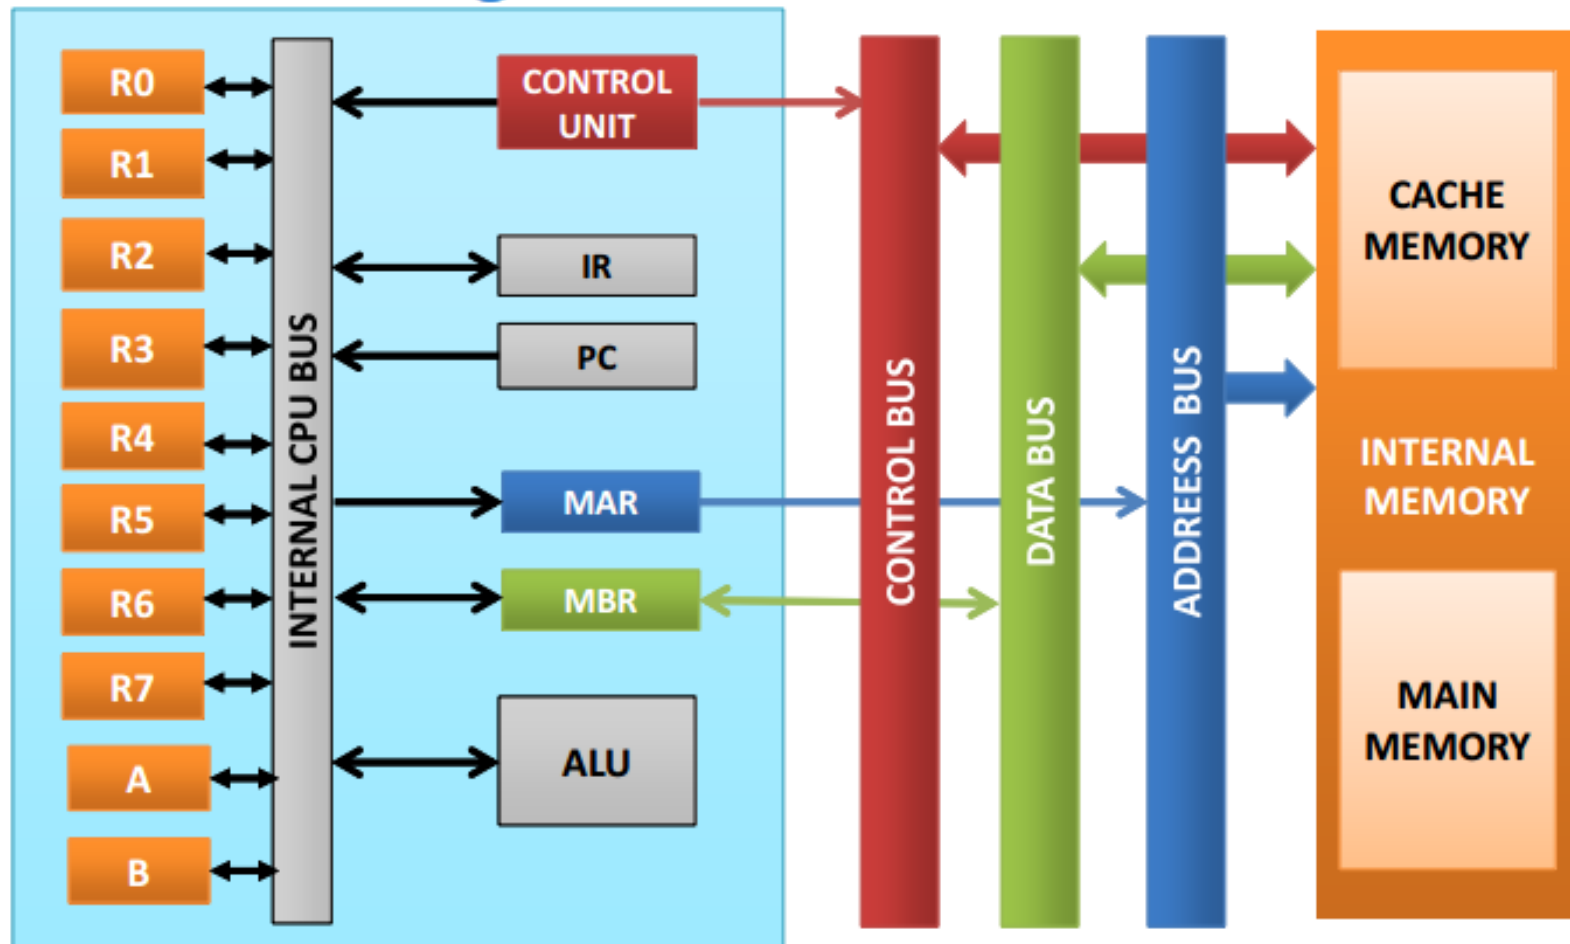 R0
R1
R2
R3
R4
R5
R6
R7
A
B
INTERNAL CPU BUS
CONTROL
UNIT
IR
PC
MAR
MBR
ALU
CONTROL BUS
DATA BUS
ADDREESS BUS
CACHE
MEMORY
INTERNAL
MEMORY
MAIN
MEMORY